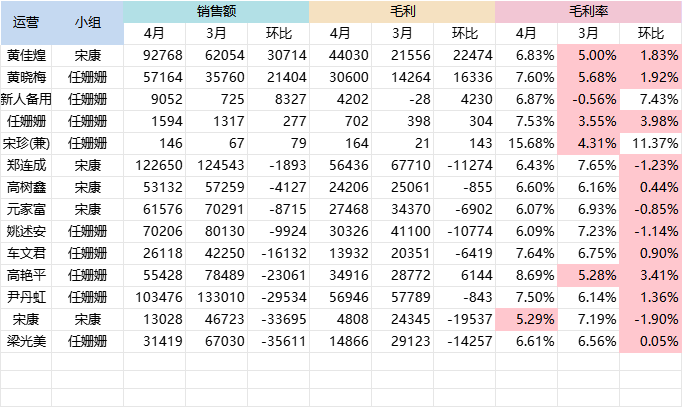 运营 小组 销售额 毛利 毛利率
4月 3月 环比 4月 3月 环比 4月 3月 环比
黄佳煌 宋康 92768 62054 30714 44030 21556 22474 6.83% 5.00% 1.83%
黄晓梅 任姗姗 57164 35760 21404 30600 14264 16336 7.60% 5.68% 1.92%
新人备用 任姗姗 9052 725 8327 4202 -28 4230 6.87% -0.56% 7.43%
任姗姗 任姗姗 1594 1317 277 702 398 304 7.53% 3.55% 3.98%
宋珍(兼) 任姗姗 146 67 79 164 21 143 15.68% 4.31% 11.37%
郑连成 宋康 122650 124543 -1893 56436 67710 -11274 6.43% 7.65% -1.23%
高树鑫 宋康 53132 57259 -4127 24206 25061 -855 6.60% 6.16% 0.44%
元家富 宋康 61576 70291 -8715 27468 34370 -6902 6.07% 6.93% -0.85%
姚述安 任姗姗 70206 80130 -9924 30326 41100 -10774 6.09% 7.23% -1.14%
车文君 任姗姗 26118 42250 -16132 13932 20351 -6419 7.64% 6.75% 0.90%
高艳平 任姗姗 55428 78489 -23061 34916 28772 6144 8.69% 5.28% 3.41%
尹丹虹 任姗姗 103476 133010 -29534 56946 57789 -843 7.50% 6.14% 1.36%
宋康 宋康 13028 46723 -33695 4808 24345 -19537 5.29% 7.19% -1.90%
梁光美 任姗姗 31419 67030 -35611 14866 29123 -14257 6.61% 6.56% 0.05%